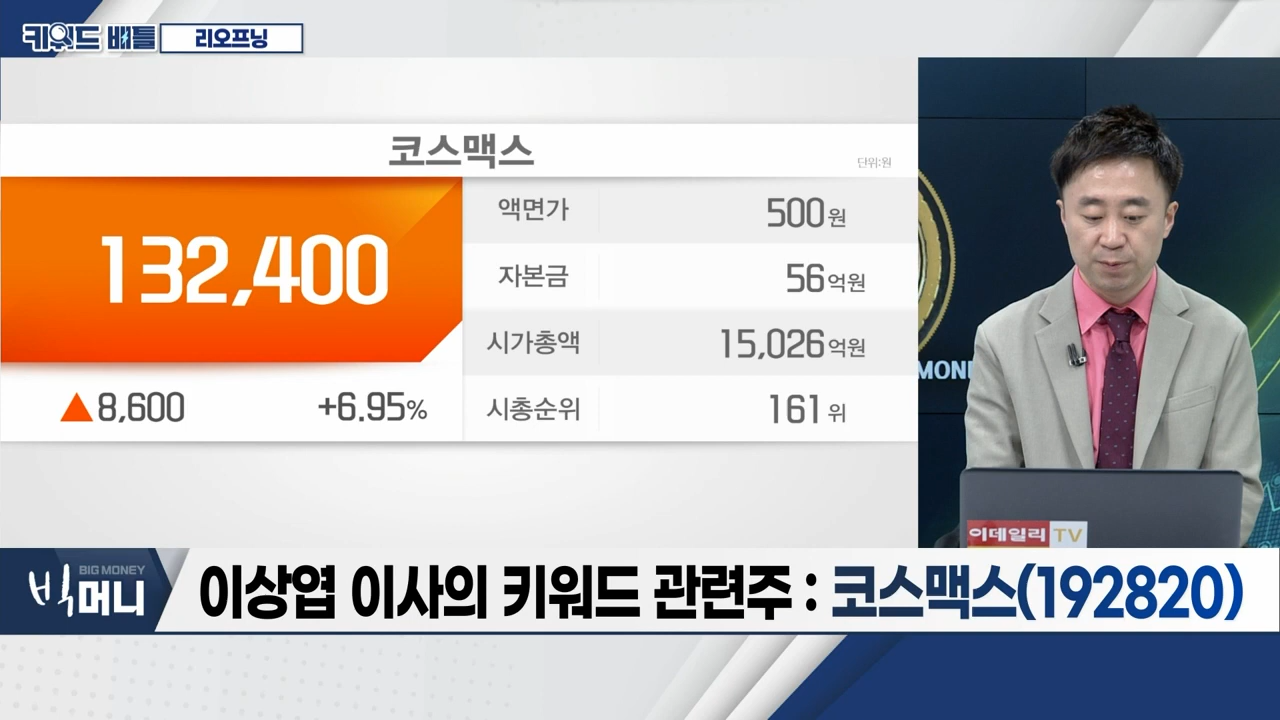 키워드 배틀 리오프닝
코스맥스
단위:원
132,400
▲8,600 +6.95%
액면가 500원
자본금 56억원
시가총액 15,026억원
시총순위 161위
MONE
이데일리TV
BIG MONEY
빅머니
이상엽 이사의 키워드 관련주 : 코스맥스(192820)